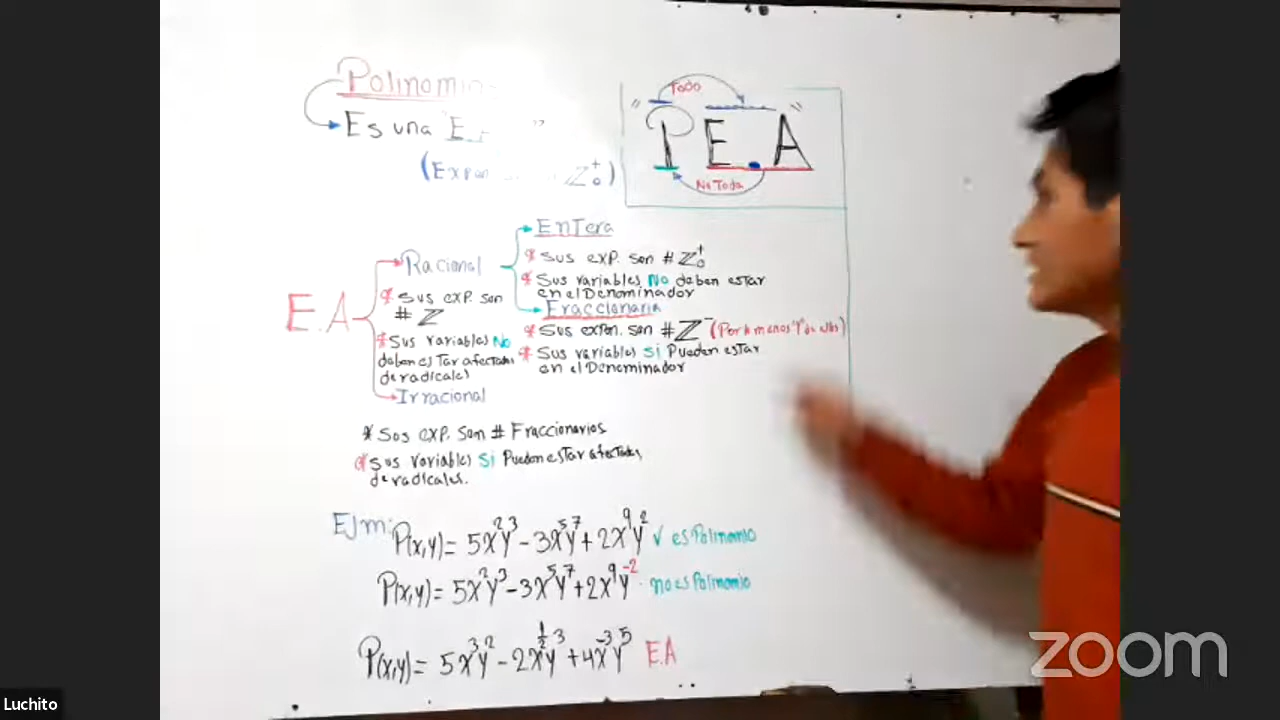 Polinomio
Es una "E.A"
(Expon Z₀⁺)
Todo
"P E.A"
No Toda
E.A
Racional
* Sus exp. son
# Z
* Sus variables No
deben estar afectadas
de radicales
Entera
* Sus exp. son # Z₀⁺
* Sus variables No deben estar
en el Denominador
Fraccionaria
* Sus expon. son # Z⁻ (Por lo menos "1" de ellos)
* Sus variables Si Pueden estar
en el Denominador
Irracional
* Sus exp. son # Fraccionarios
* Sus variables Si Pueden estar afectadas
de radicales.
Ejm:
P(x,y)= 5x²y³ - 3x⁵y⁷ + 2x⁹y² √ es Polinomio
P(x,y)= 5x²y³ - 3x⁵y⁷ + 2x⁹y⁻² no es Polinomio
P(x,y)= 5x³y² - 2x^½y³ + 4x⁻³y⁵ E.A
zoom
Luchito